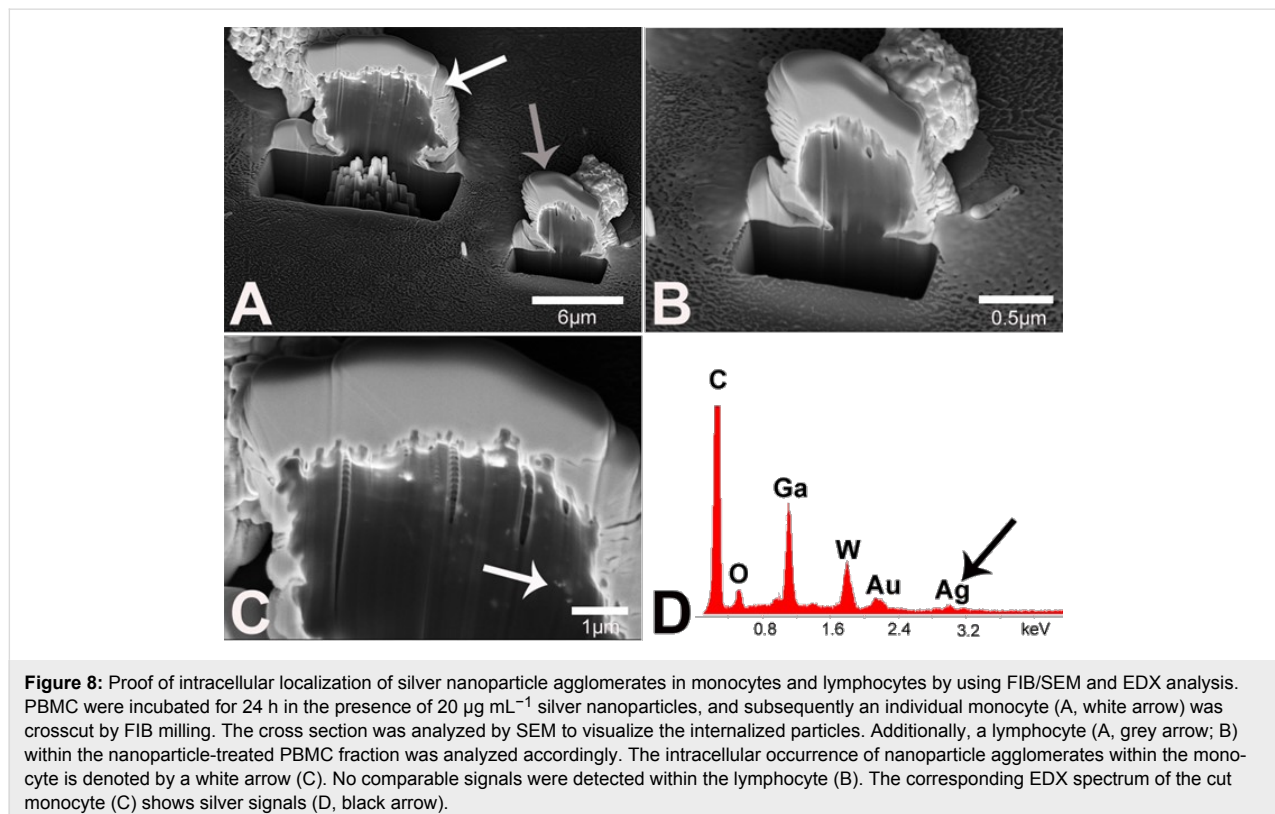 A
6µm
B
0.5µm
C
1µm
C
O
Ga
W
Au
Ag
D
0.8 1.6 2.4 3.2 keV
Figure 8: Proof of intracellular localization of silver nanoparticle agglomerates in monocytes and lymphocytes by using FIB/SEM and EDX analysis.
PBMC were incubated for 24 h in the presence of 20 µg mL⁻¹ silver nanoparticles, and subsequently an individual monocyte (A, white arrow) was
crosscut by FIB milling. The cross section was analyzed by SEM to visualize the internalized particles. Additionally, a lymphocyte (A, grey arrow; B)
within the nanoparticle-treated PBMC fraction was analyzed accordingly. The intracellular occurrence of nanoparticle agglomerates within the mono-
cyte is denoted by a white arrow (C). No comparable signals were detected within the lymphocyte (B). The corresponding EDX spectrum of the cut
monocyte (C) shows silver signals (D, black arrow).